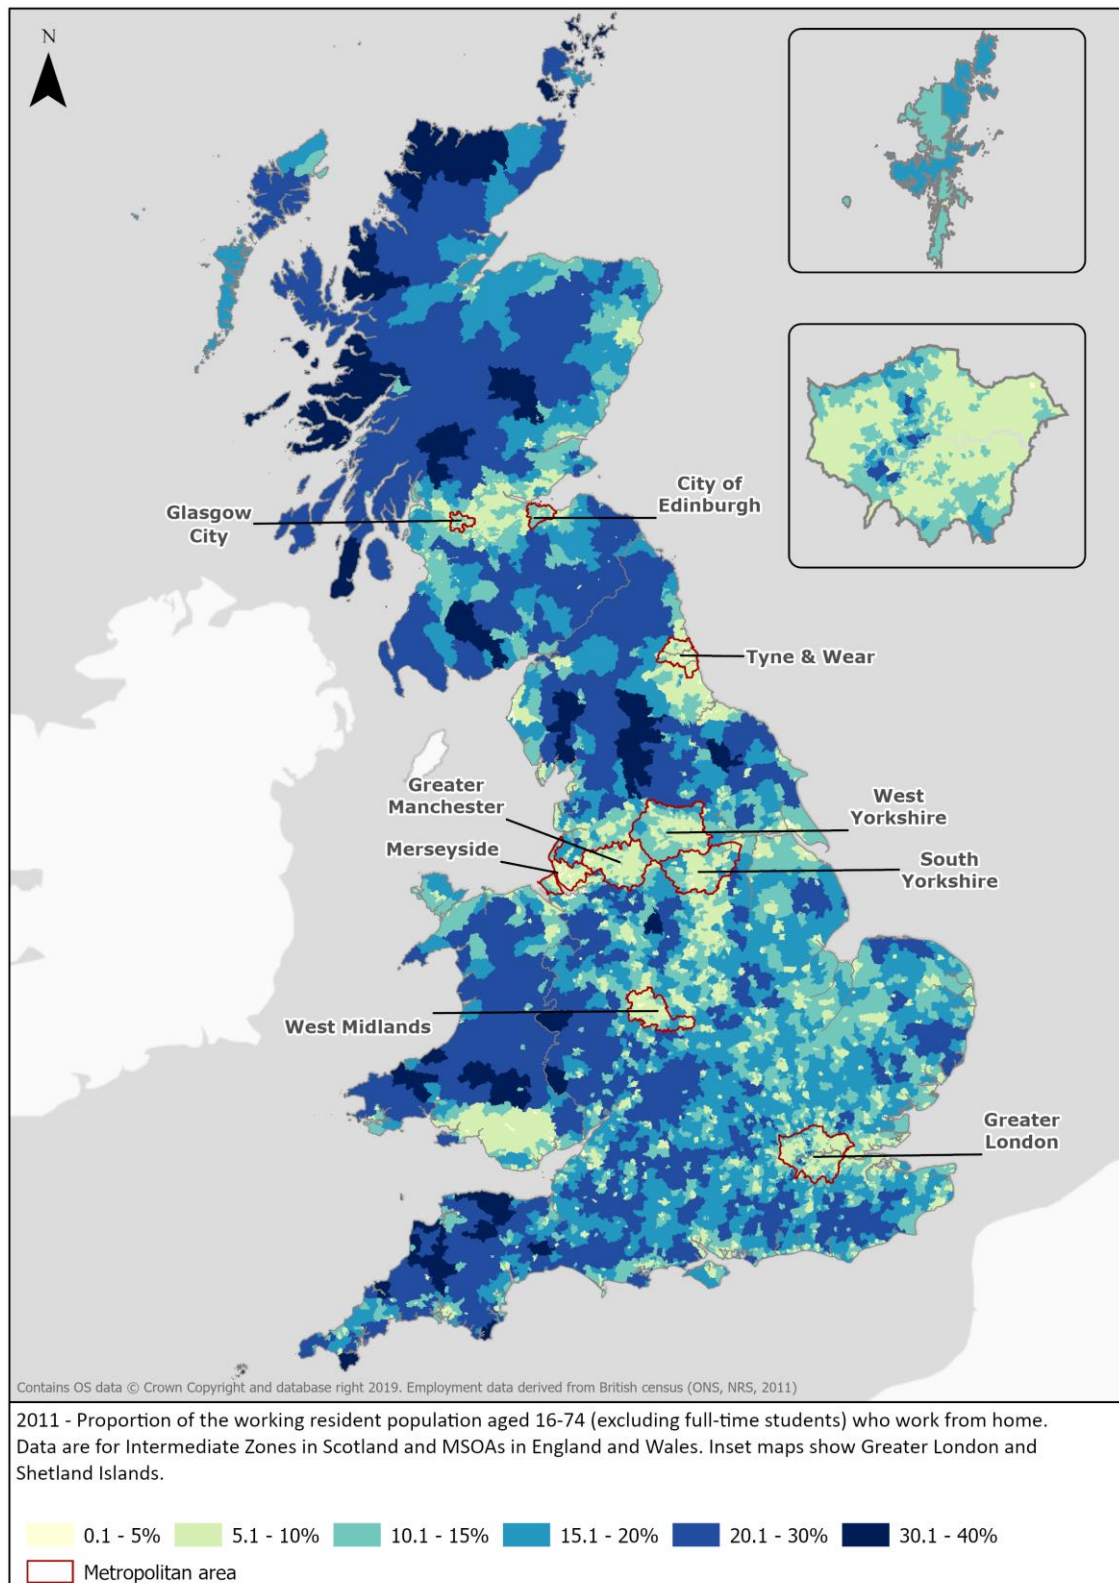 N
Glasgow
City
City of
Edinburgh
Tyne & Wear
Greater
Manchester
Merseyside
West
Yorkshire
South
Yorkshire
West Midlands
Greater
London
Contains OS data © Crown Copyright and database right 2019. Employment data derived from British census (ONS, NRS, 2011)
2011 - Proportion of the working resident population aged 16-74 (excluding full-time students) who work from home.
Data are for Intermediate Zones in Scotland and MSOAs in England and Wales. Inset maps show Greater London and
Shetland Islands.
0.1 - 5%
5.1 - 10%
10.1 - 15%
15.1 - 20%
20.1 - 30%
30.1 - 40%
Metropolitan area